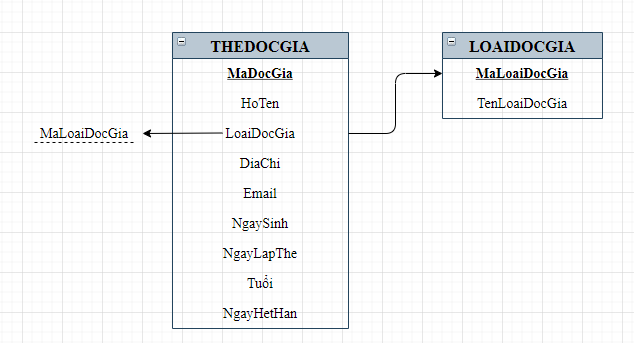 THEDOCGIA
MaDocGia
HoTen
LoaiDocGia
DiaChi
Email
NgaySinh
NgayLapThe
Tuổi
NgayHetHan
MaLoaiDocGia
LOAIDOCGIA
MaLoaiDocGia
TenLoaiDocGia